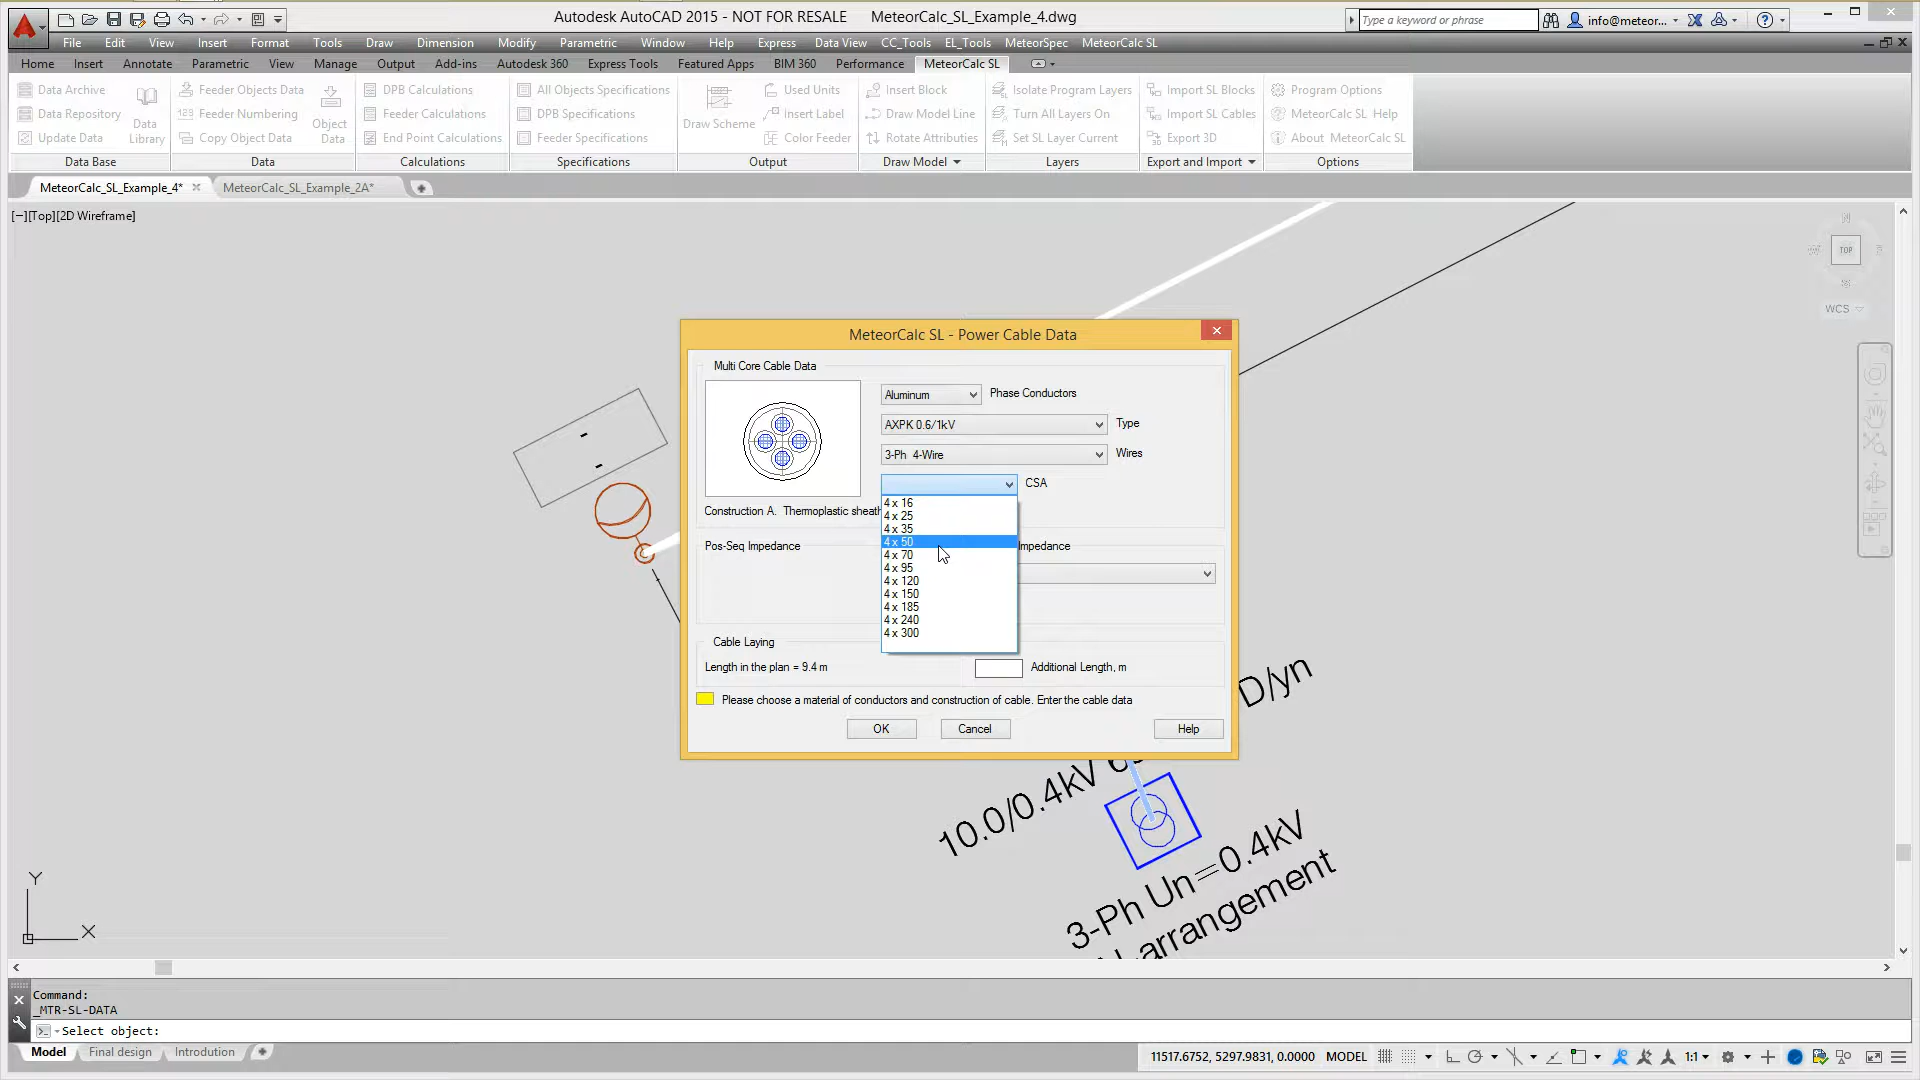 Autodesk AutoCAD 2015 - NOT FOR RESALE MeteorCalc_SL_Example_4.dwg
Type a keyword or phrase
info@meteor...
File Edit View Insert Format Tools Draw Dimension Modify Parametric Window Help Express Data View CC_Tools EL_Tools MeteorSpec MeteorCalc SL
Home Insert Annotate Parametric View Manage Output Add-ins Autodesk 360 Express Tools Featured Apps BIM 360 Performance MeteorCalc SL
Data Archive
Data Repository
Update Data
Data Library
Data Base
Feeder Objects Data
Feeder Numbering
Copy Object Data
Object Data
Data
DPB Calculations
Feeder Calculations
End Point Calculations
Calculations
All Objects Specifications
DPB Specifications
Feeder Specifications
Specifications
Draw Scheme
Used Units
Insert Label
Color Feeder
Output
Insert Block
Draw Model Line
Rotate Attributies
Draw Model
Isolate Program Layers
Turn All Layers On
Set SL Layer Current
Layers
Import SL Blocks
Import SL Cables
Export 3D
Export and Import
Program Options
MeteorCalc SL Help
About MeteorCalc SL
Options
MeteorCalc_SL_Example_4*
MeteorCalc_SL_Example_2A*
[−][Top][2D Wireframe]
TOP
WCS
MeteorCalc SL - Power Cable Data
Multi Core Cable Data
Aluminum Phase Conductors
AXPK 0.6/1kV Type
3-Ph 4-Wire Wires
CSA
4 x 16
4 x 25
4 x 35
4 x 50
4 x 70
4 x 95
4 x 120
4 x 150
4 x 185
4 x 240
4 x 300
Construction A. Thermoplastic sheath
Pos-Seq Impedance
Impedance
Cable Laying
Length in the plan = 9.4 m
Additional Length, m
Please choose a material of conductors and construction of cable. Enter the cable data
OK Cancel Help
D/yn
10.0/0.4kV
3-Ph Un=0.4kV
arrangement
Y
X
Command:
_MTR-SL-DATA
Select object:
Model Final design Introdution
11517.6752, 5297.9831, 0.0000 MODEL
1:1